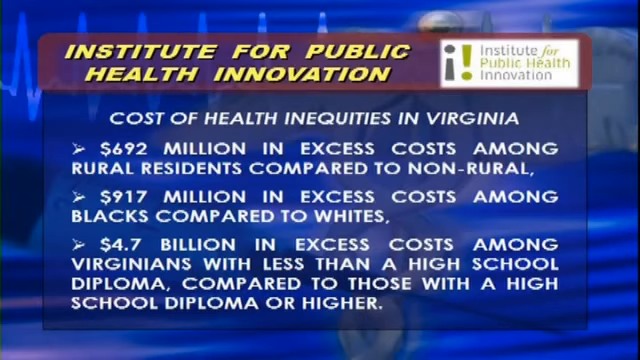 INSTITUTE FOR PUBLIC
HEALTH INNOVATION
i!
Institute for
Public Health
Innovation
COST OF HEALTH INEQUITIES IN VIRGINIA
➢ $692 MILLION IN EXCESS COSTS AMONG
RURAL RESIDENTS COMPARED TO NON-RURAL,
➢ $917 MILLION IN EXCESS COSTS AMONG
BLACKS COMPARED TO WHITES,
➢ $4.7 BILLION IN EXCESS COSTS AMONG
VIRGINIANS WITH LESS THAN A HIGH SCHOOL
DIPLOMA, COMPARED TO THOSE WITH A HIGH
SCHOOL DIPLOMA OR HIGHER.